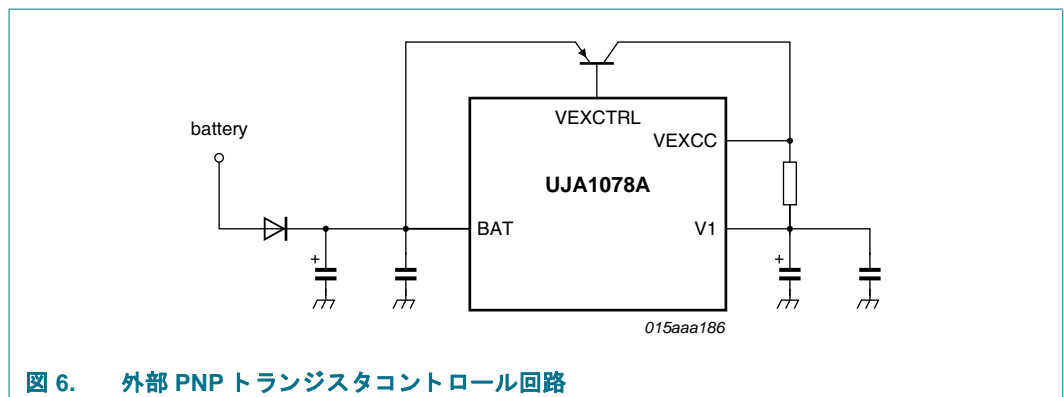 battery
VEXCTRL
VEXCC
UJA1078A
BAT
V1
+
+
015aaa186
図 6. 外部 PNP トランジスタコントロール回路